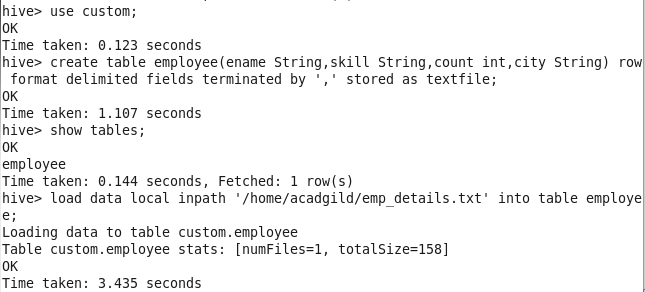 hive> use custom;
OK
Time taken: 0.123 seconds
hive> create table employee(ename String,skill String,count int,city String) row
 format delimited fields terminated by ',' stored as textfile;
OK
Time taken: 1.107 seconds
hive> show tables;
OK
employee
Time taken: 0.144 seconds, Fetched: 1 row(s)
hive> load data local inpath '/home/acadgild/emp_details.txt' into table employe
e;
Loading data to table custom.employee
Table custom.employee stats: [numFiles=1, totalSize=158]
OK
Time taken: 3.435 seconds